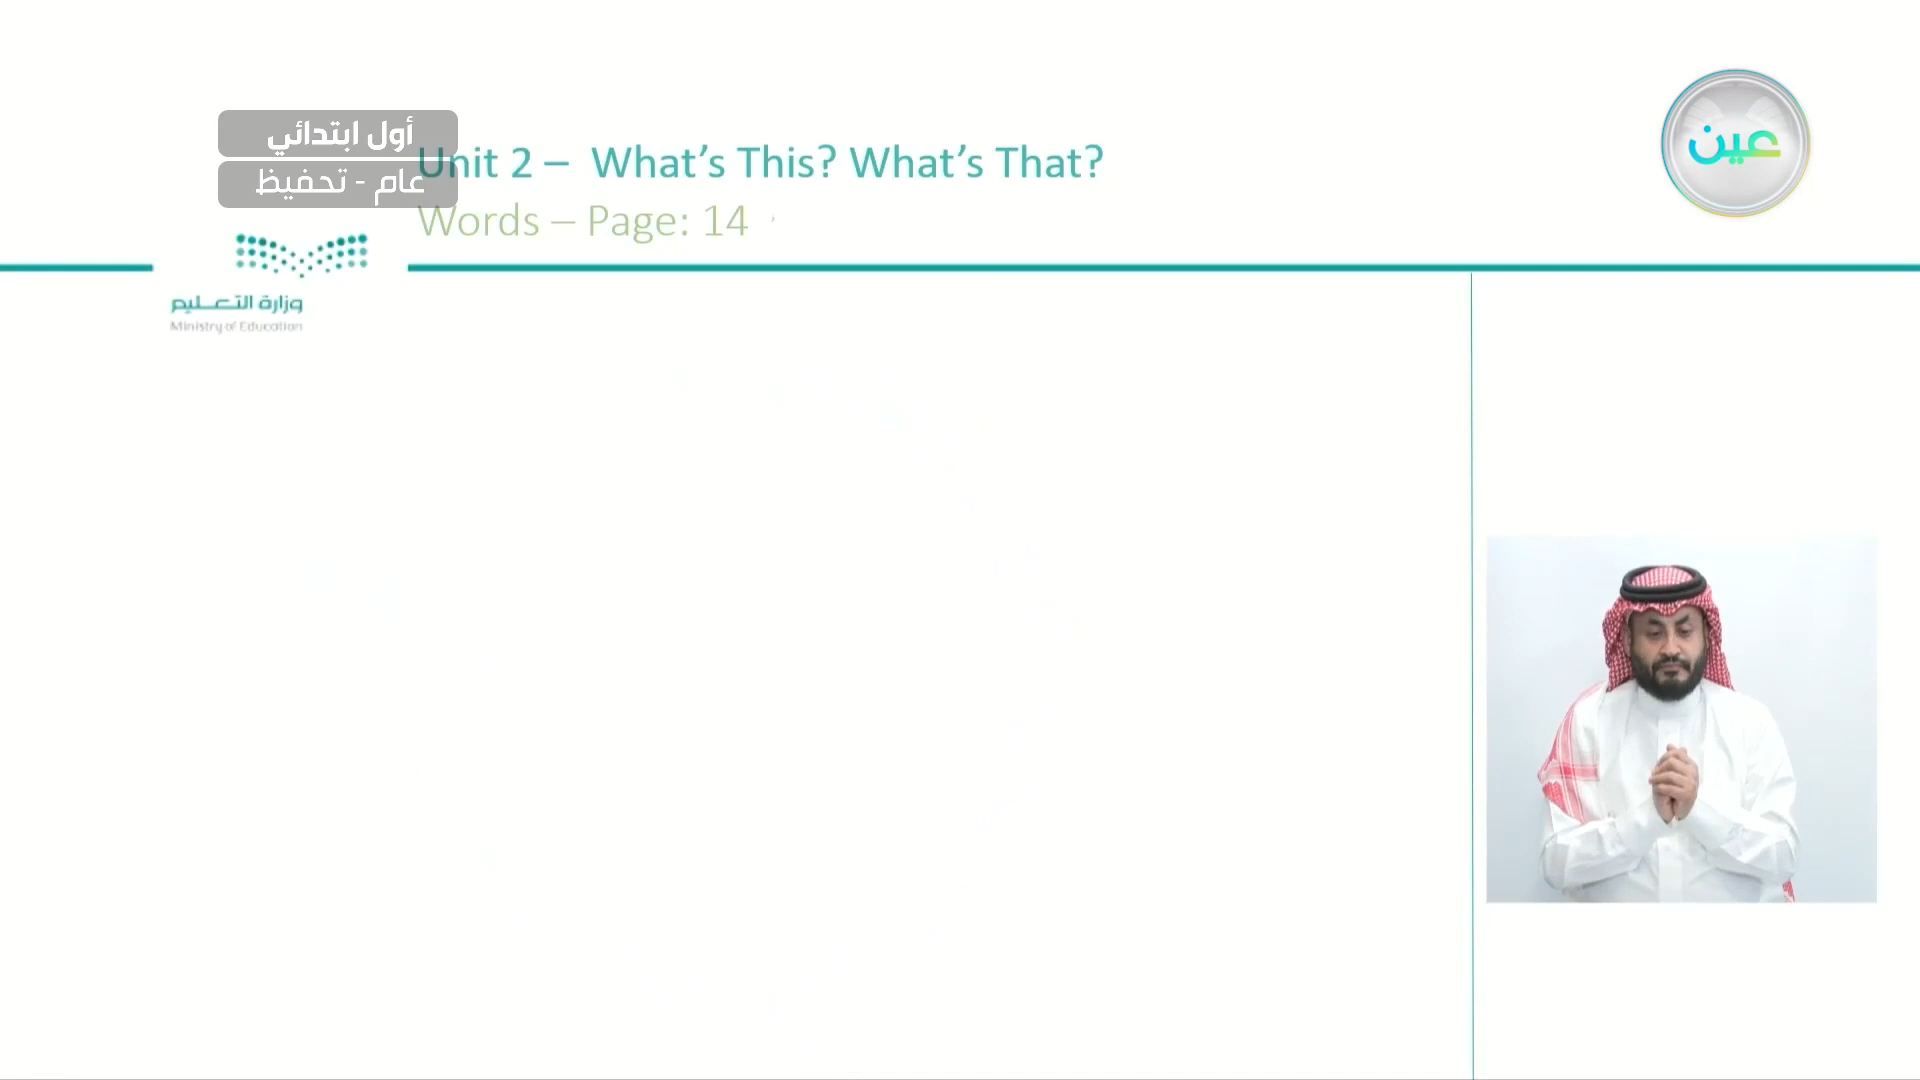 أول ابتدائي
عام - تحفيظ
Unit 2 – What's This? What's That?
Words – Page: 14
عين
وزارة التعليم
Ministry of Education